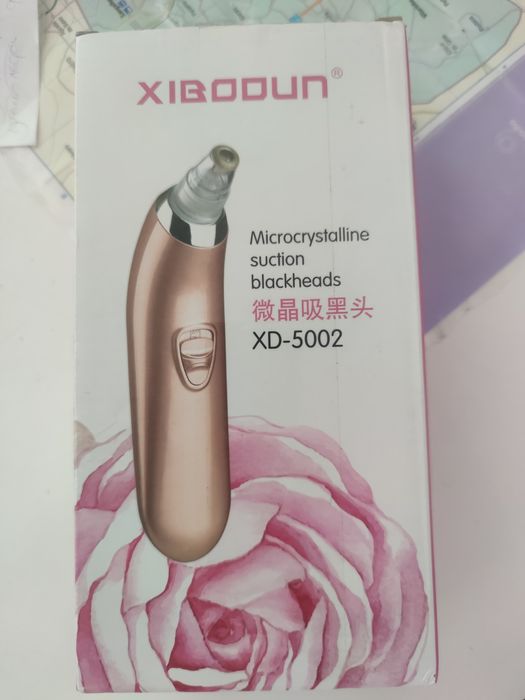 XIBODUN®
Microcrystalline
suction
blackheads
微晶吸黑头
XD-5002